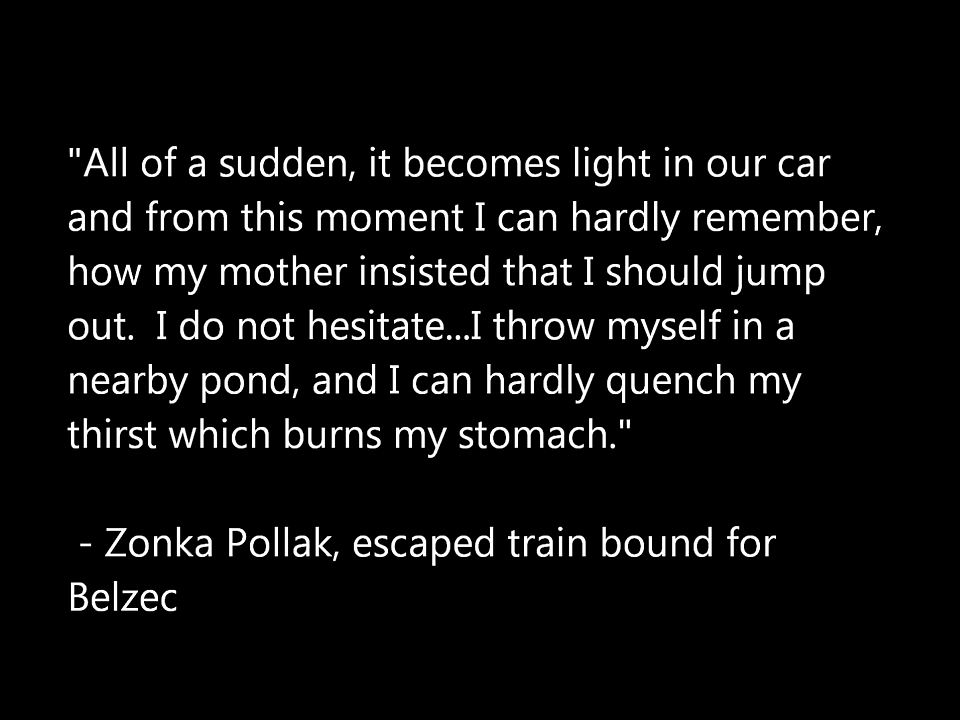 "All of a sudden, it becomes light in our car
and from this moment I can hardly remember,
how my mother insisted that I should jump
out.  I do not hesitate...I throw myself in a
nearby pond, and I can hardly quench my
thirst which burns my stomach."
- Zonka Pollak, escaped train bound for
Belzec